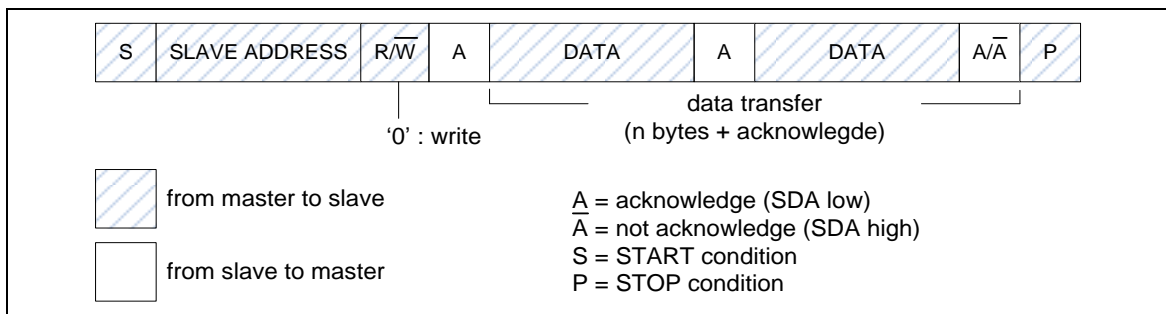 S SLAVE ADDRESS R/W̅ A DATA A DATA A/A̅ P
data transfer
(n bytes + acknowlegde)
‘0’ : write
from master to slave
from slave to master
A = acknowledge (SDA low)
A̅ = not acknowledge (SDA high)
S = START condition
P = STOP condition